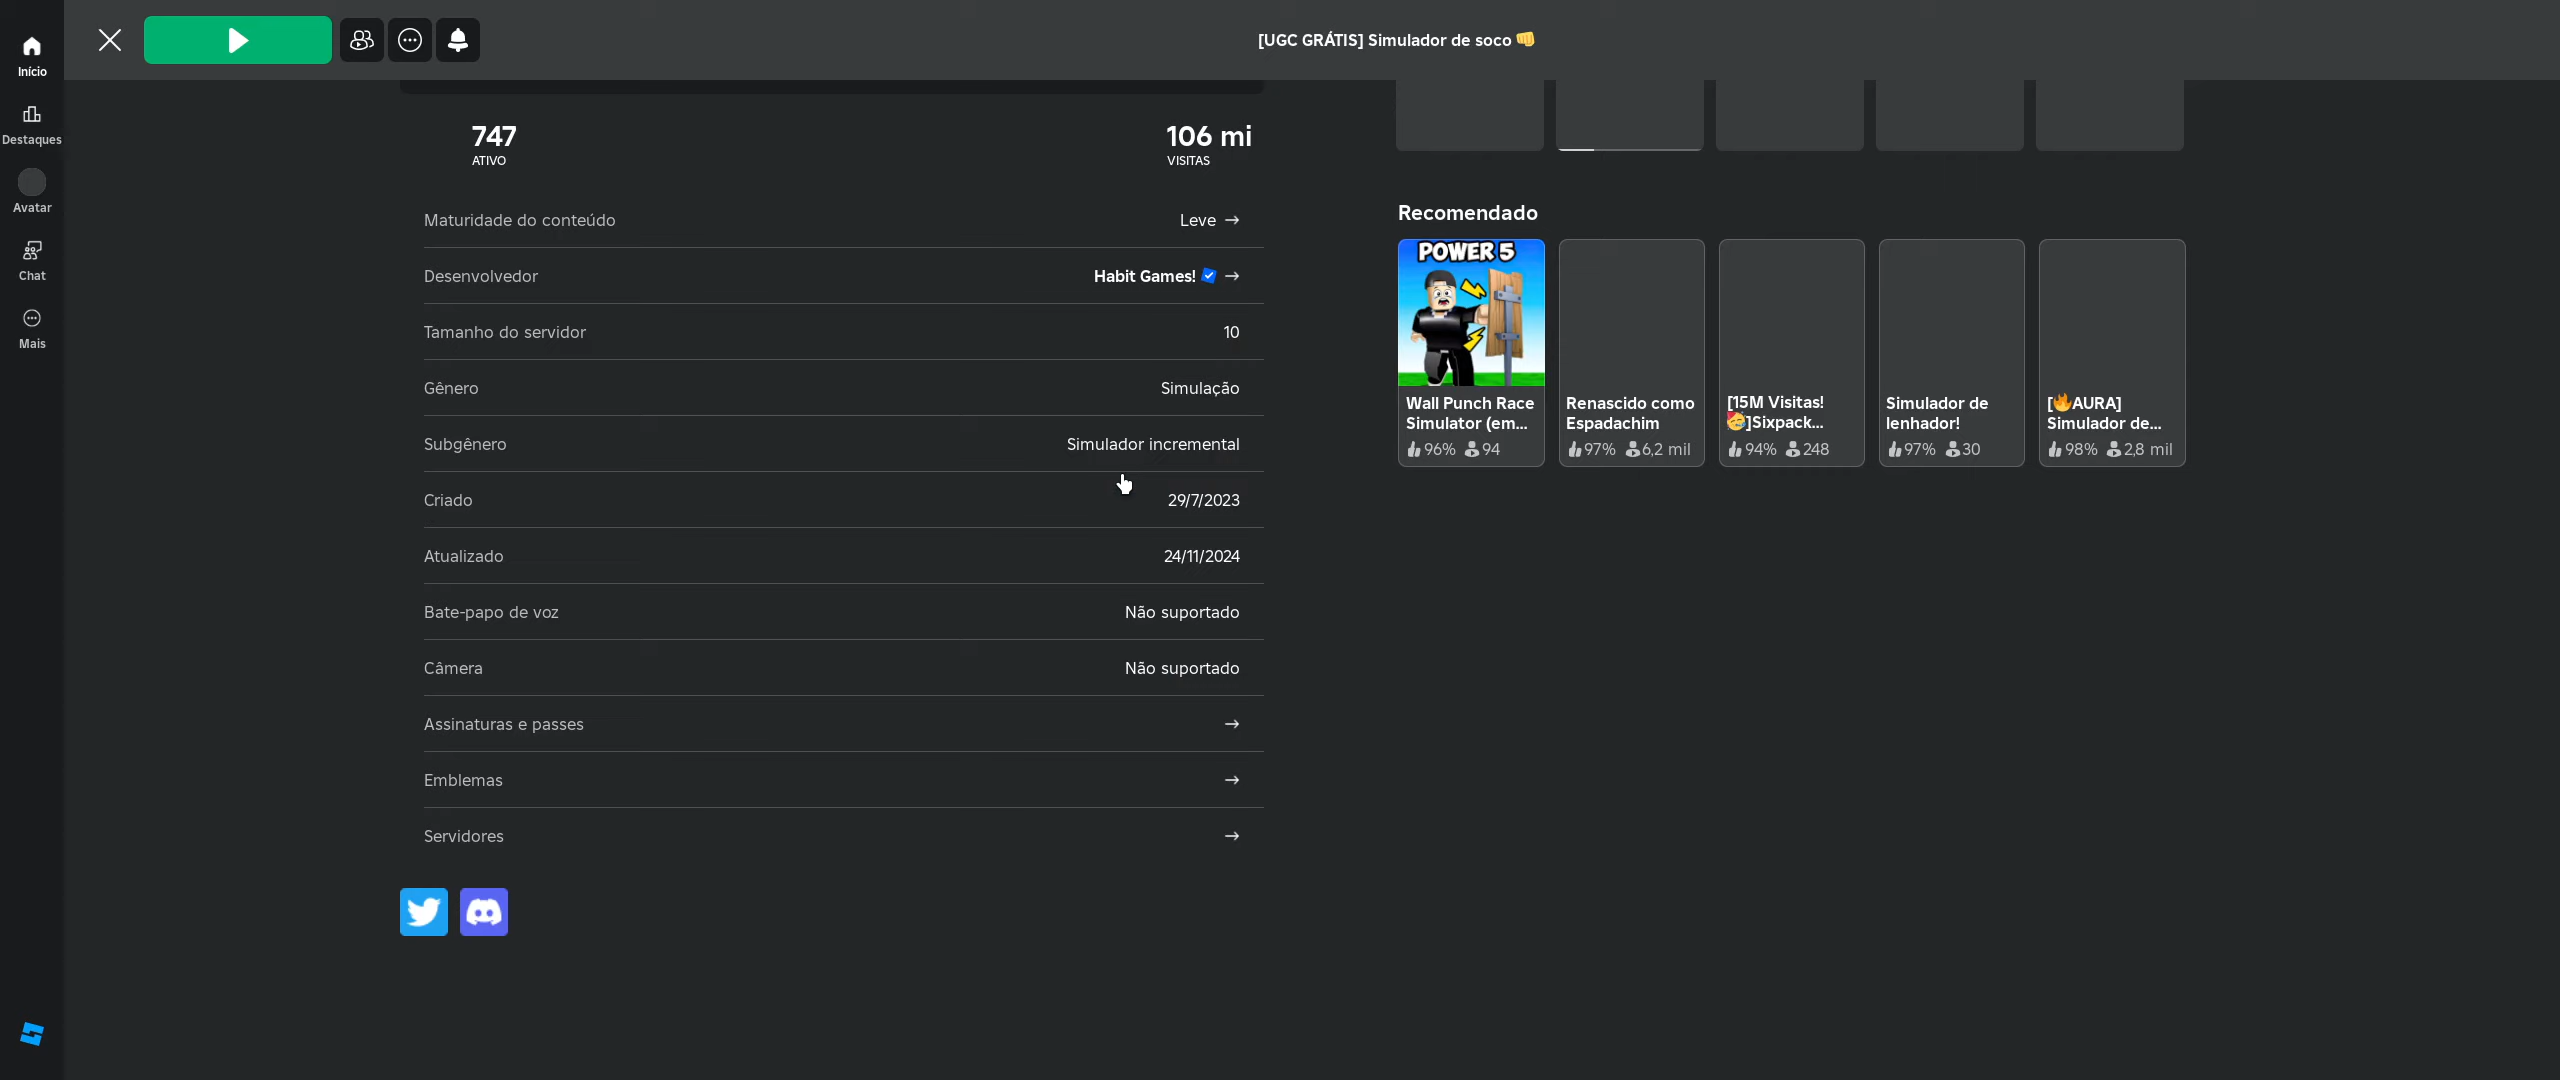 [UGC GRÁTIS] Simulador de soco 👊
Início
Destaques
Avatar
Chat
Mais
747
ATIVO
106 mi
VISITAS
Maturidade do conteúdo
Leve →
Desenvolvedor
Habit Games! →
Tamanho do servidor
10
Gênero
Simulação
Subgênero
Simulador incremental
Criado
29/7/2023
Atualizado
24/11/2024
Bate-papo de voz
Não suportado
Câmera
Não suportado
Assinaturas e passes →
Emblemas →
Servidores →
Recomendado
POWER 5
Wall Punch Race
Simulator (em...
96% 94
Renascido como
Espadachim
97% 6,2 mil
[15M Visitas!
🥳]Sixpack...
94% 248
Simulador de
lenhador!
97% 30
[🔥AURA]
Simulador de...
98% 2,8 mil